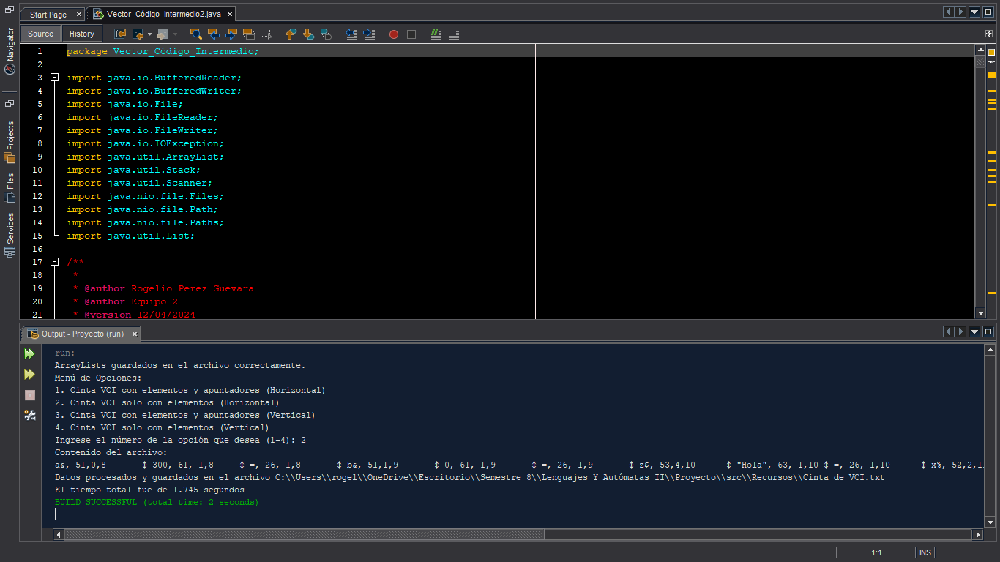 Start Page × Vector_Código_Intermedio2.java ×
Source History
Navigator
Projects
Files
Services
1 package Vector_Código_Intermedio;
2
3 import java.io.BufferedReader;
4 import java.io.BufferedWriter;
5 import java.io.File;
6 import java.io.FileReader;
7 import java.io.FileWriter;
8 import java.io.IOException;
9 import java.util.ArrayList;
10 import java.util.Stack;
11 import java.util.Scanner;
12 import java.nio.file.Files;
13 import java.nio.file.Path;
14 import java.nio.file.Paths;
15 import java.util.List;
16
17 /**
18 *
19 * @author Rogelio Perez Guevara
20 * @author Equipo 2
21 * @version 12/04/2024
Output - Proyecto (run) ×
run:
ArrayLists guardados en el archivo correctamente.
Menú de Opciones:
1. Cinta VCI con elementos y apuntadores (Horizontal)
2. Cinta VCI solo con elementos (Horizontal)
3. Cinta VCI con elementos y apuntadores (Vertical)
4. Cinta VCI solo con elementos (Vertical)
Ingrese el número de la opción que desea (1-4): 2
Contenido del archivo:
a&,-51,0,8 ↕ 300,-61,-1,8 ↕ =,-26,-1,8 ↕ b&,-51,1,9 ↕ 0,-61,-1,9 ↕ =,-26,-1,9 ↕ z$,-53,4,10 ↕ "Hola",-63,-1,10 ↕ =,-26,-1,10 ↕ x%,-52,2,11
Datos procesados y guardados en el archivo C:\\Users\\rogel\\OneDrive\\Escritorio\\Semestre 8\\Lenguajes Y Autómatas II\\Proyecto\\src\\Recursos\\Cinta de VCI.txt
El tiempo total fue de 1.745 segundos
BUILD SUCCESSFUL (total time: 2 seconds)
1:1 INS